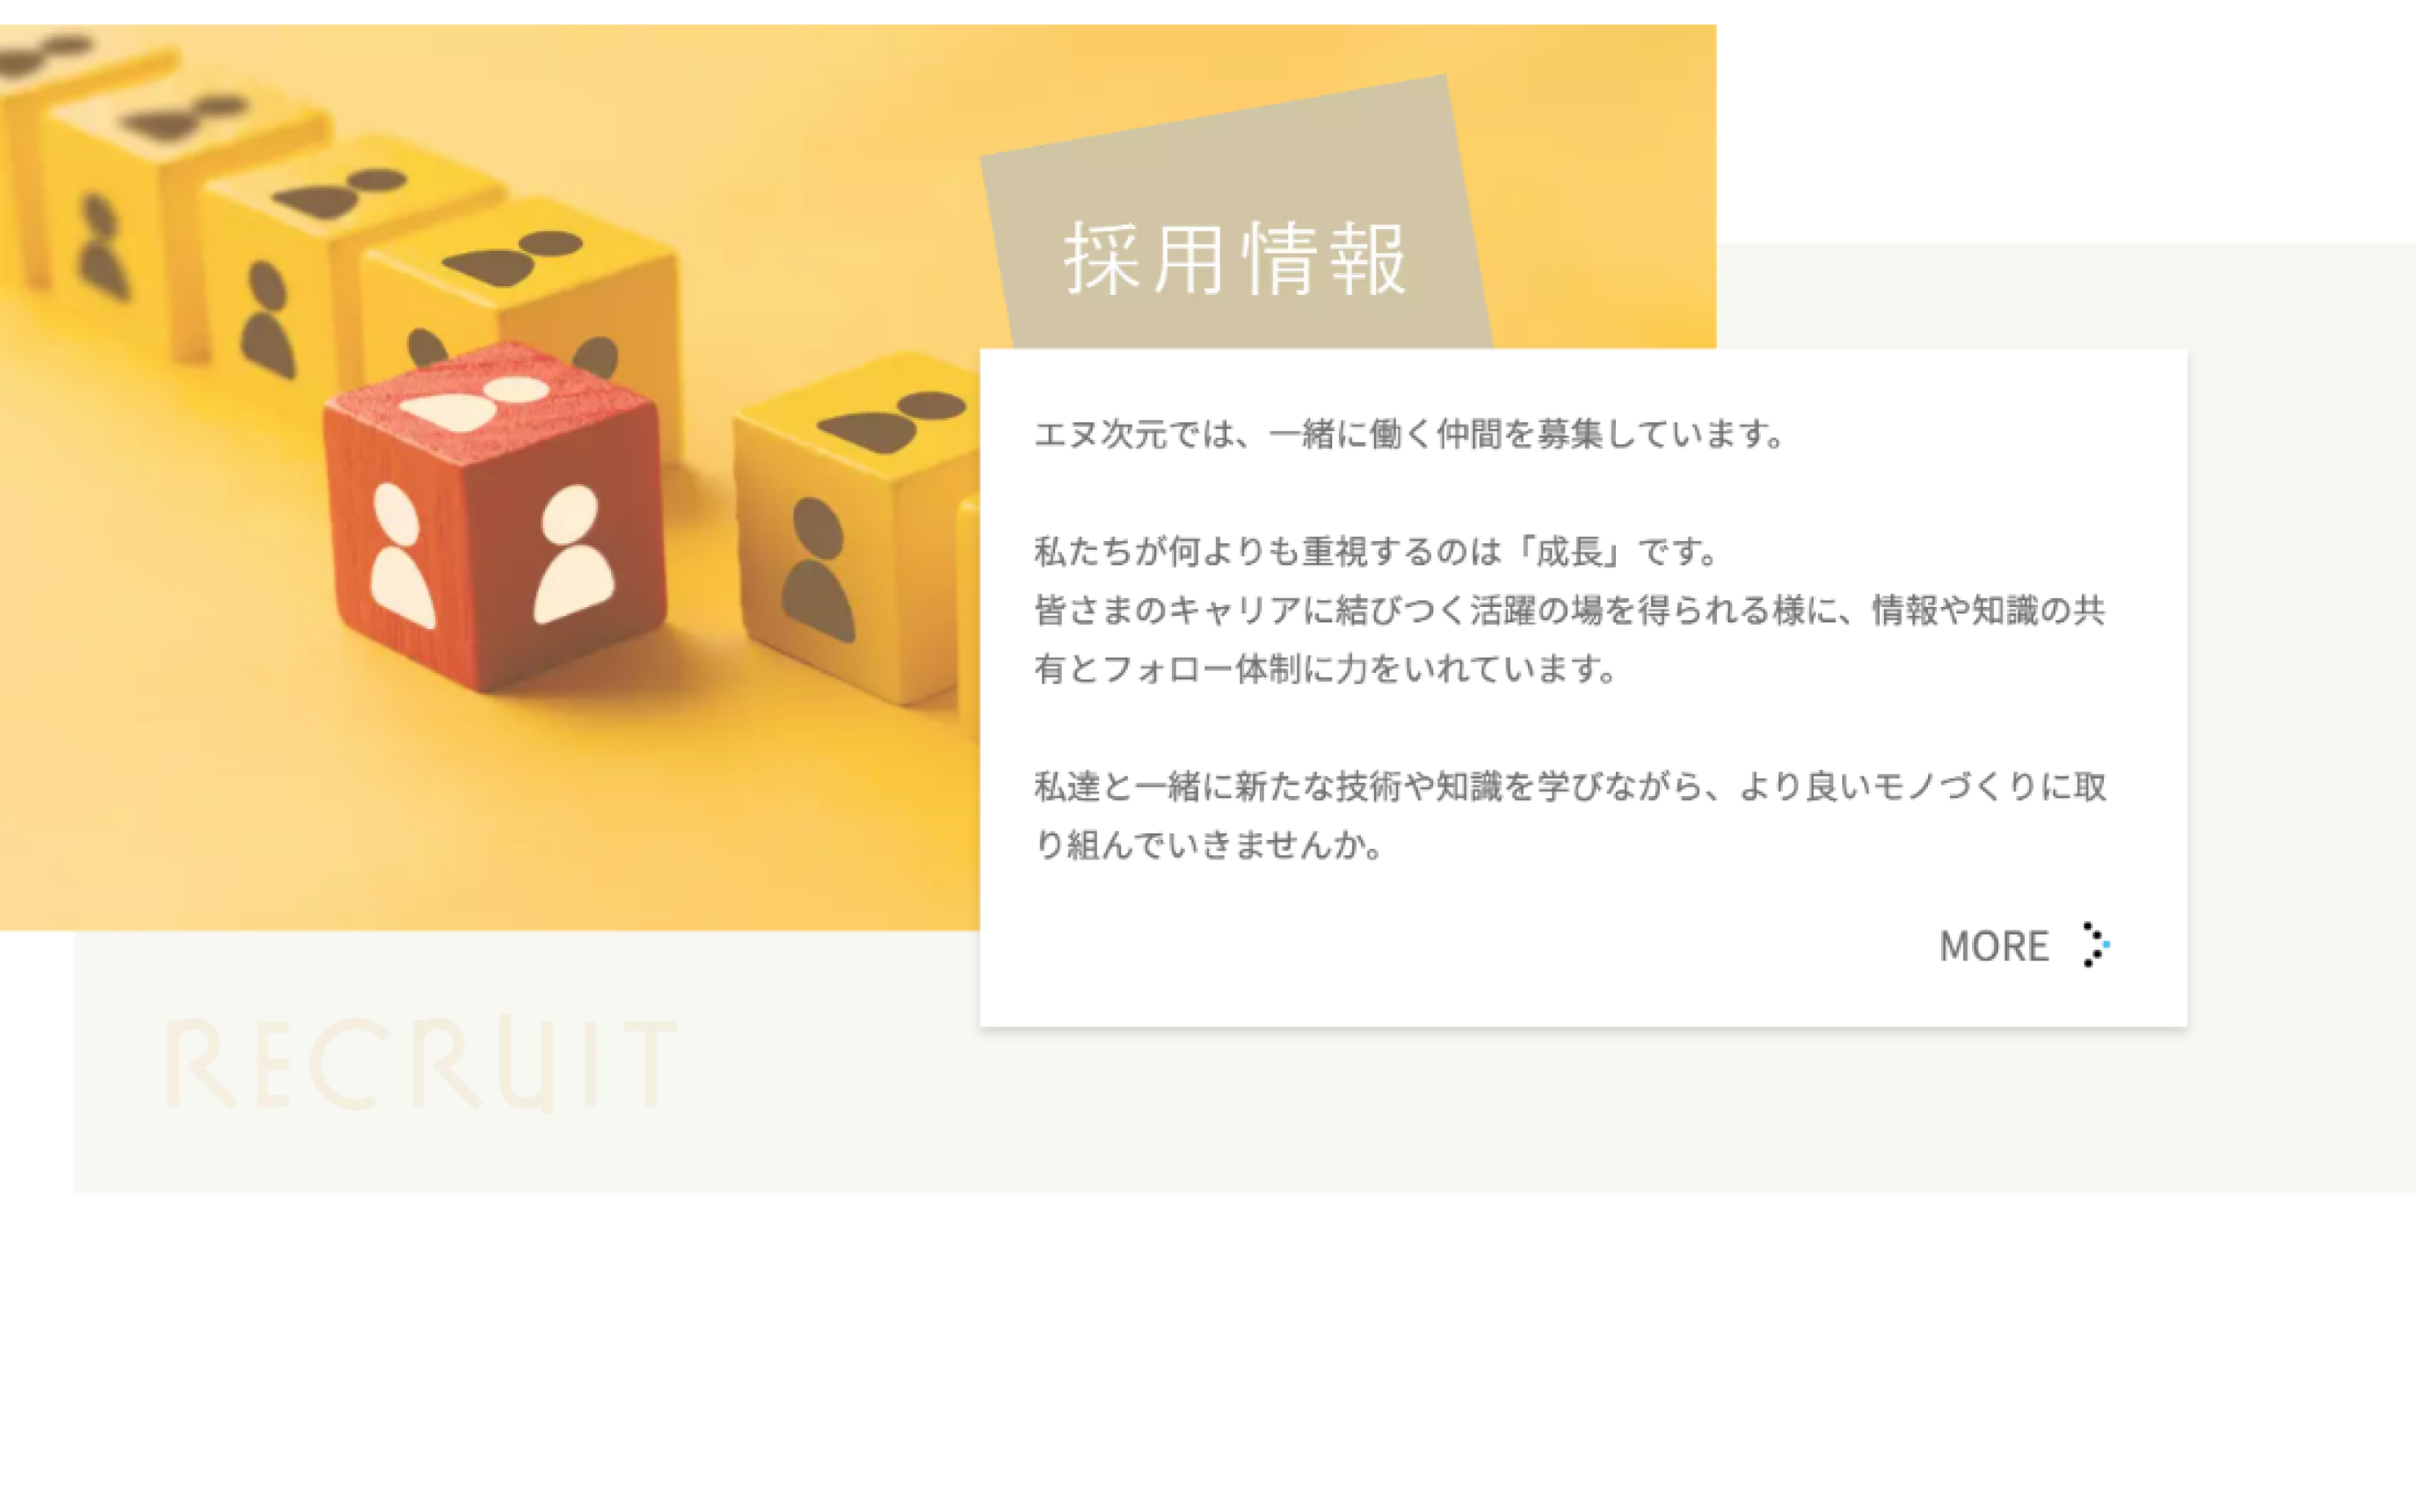 採用情報
エヌ次元では、一緒に働く仲間を募集しています。
私たちが何よりも重視するのは「成長」です。
皆さまのキャリアに結びつく活躍の場を得られる様に、情報や知識の共
有とフォロー体制に力をいれています。
私達と一緒に新たな技術や知識を学びながら、より良いモノづくりに取
り組んでいきませんか。
MORE
RECRUIT